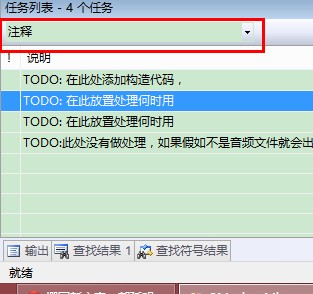 任务列表 - 4 个任务
注释
! 说明
TODO: 在此处添加构造代码，
TODO: 在此放置处理何时用
TODO: 在此放置处理何时用
TODO:此处没有做处理，如果假如不是音频文件就会出
输出 查找结果 1 查找符号结果
就绪